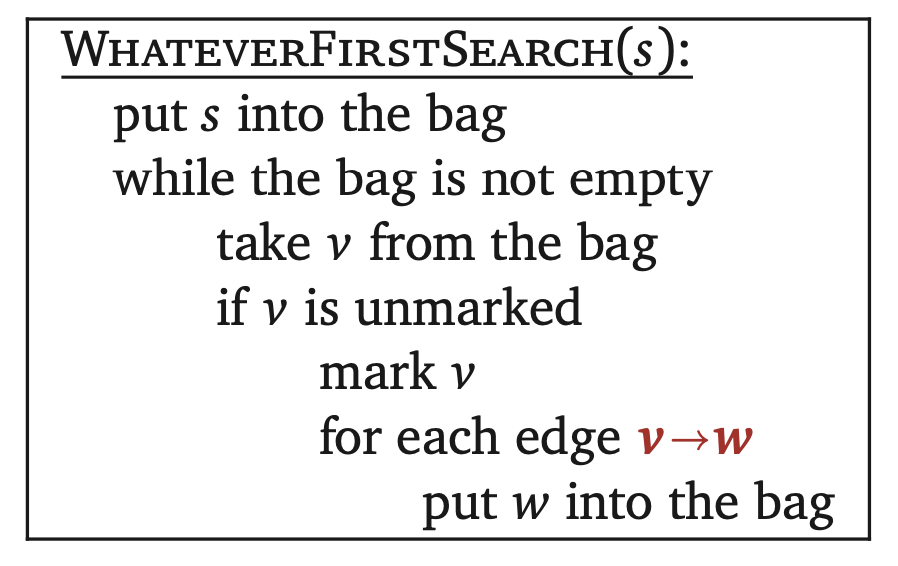 WHATEVERFIRSTSEARCH(s):
put s into the bag
while the bag is not empty
take v from the bag
if v is unmarked
mark v
for each edge v→w
put w into the bag